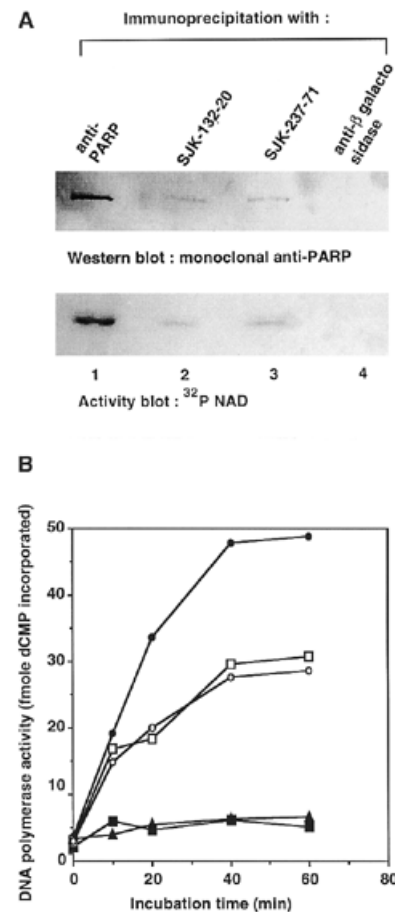 A
Immunoprecipitation with :
anti-
PARP
SJK-132-20
SJK-237-71
anti-β galacto
sidase
Western blot : monoclonal anti-PARP
1 2 3 4
Activity blot : ³²P NAD
B
DNA polymerase activity (fmole dCMP incorporated)
50
40
30
20
10
0
0 20 40 60 80
Incubation time (min)